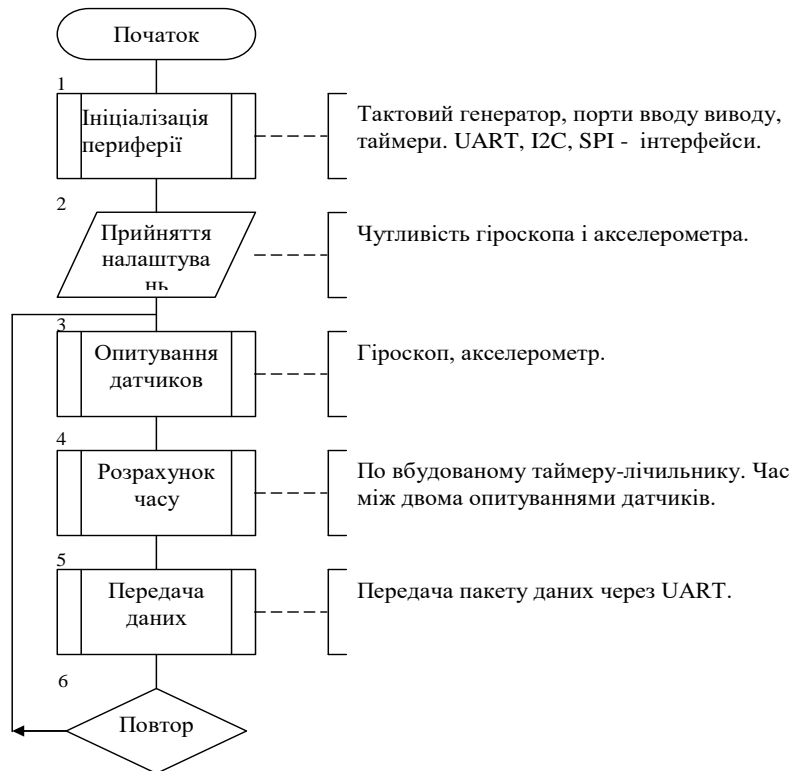 Початок
1
Ініціалізація
периферії
Тактовий генератор, порти вводу виводу,
таймери. UART, I2C, SPI - інтерфейси.
2
Прийняття
налаштува
нь
Чутливість гіроскопа і акселерометра.
3
Опитування
датчиков
Гіроскоп, акселерометр.
4
Розрахунок
часу
По вбудованому таймеру-лічильнику. Час
між двома опитуваннями датчиків.
5
Передача
даних
Передача пакету даних через UART.
6
Повтор